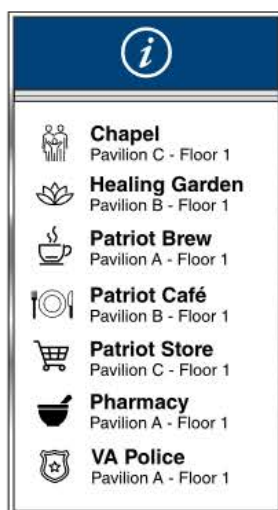 i
Chapel
Pavilion C - Floor 1
Healing Garden
Pavilion B - Floor 1
Patriot Brew
Pavilion A - Floor 1
Patriot Café
Pavilion B - Floor 1
Patriot Store
Pavilion C - Floor 1
Pharmacy
Pavilion A - Floor 1
VA Police
Pavilion A - Floor 1